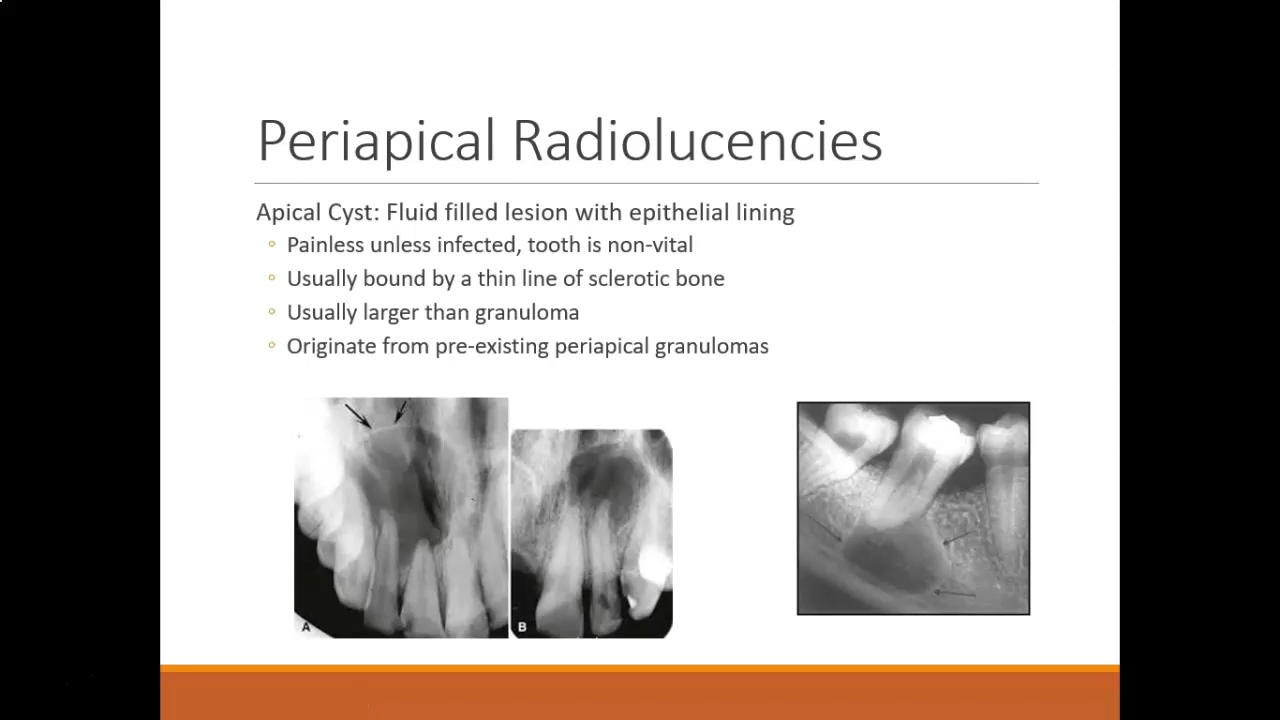 Periapical Radiolucencies
Apical Cyst: Fluid filled lesion with epithelial lining
◦ Painless unless infected, tooth is non-vital
◦ Usually bound by a thin line of sclerotic bone
◦ Usually larger than granuloma
◦ Originate from pre-existing periapical granulomas
A
B